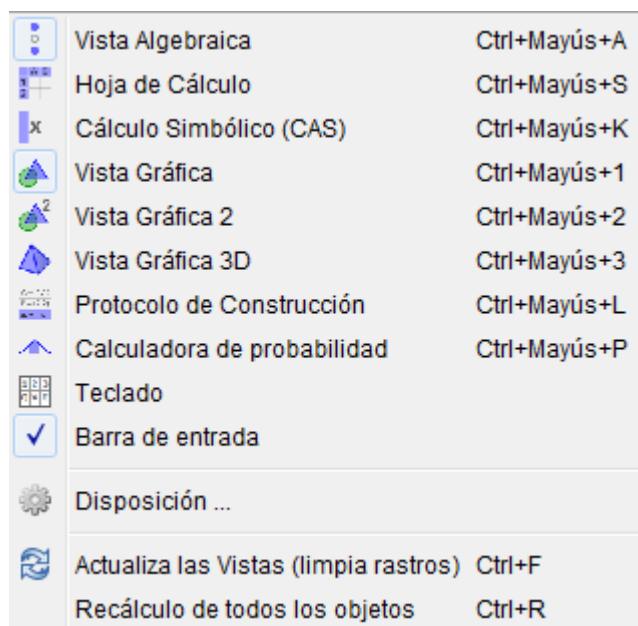 Vista Algebraica Ctrl+Mayús+A
Hoja de Cálculo Ctrl+Mayús+S
Cálculo Simbólico (CAS) Ctrl+Mayús+K
Vista Gráfica Ctrl+Mayús+1
Vista Gráfica 2 Ctrl+Mayús+2
Vista Gráfica 3D Ctrl+Mayús+3
Protocolo de Construcción Ctrl+Mayús+L
Calculadora de probabilidad Ctrl+Mayús+P
Teclado
Barra de entrada
Disposición ...
Actualiza las Vistas (limpia rastros) Ctrl+F
Recálculo de todos los objetos Ctrl+R